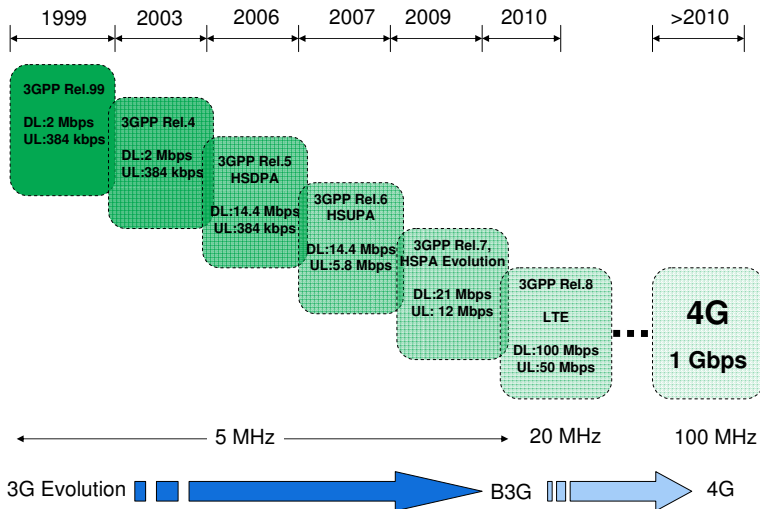 1999 2003 2006 2007 2009 2010 >2010
3GPP Rel.99
DL:2 Mbps
UL:384 kbps
3GPP Rel.4
DL:2 Mbps
UL:384 kbps
3GPP Rel.5
HSDPA
DL:14.4 Mbps
UL:384 kbps
3GPP Rel.6
HSUPA
DL:14.4 Mbps
UL:5.8 Mbps
3GPP Rel.7,
HSPA Evolution
DL:21 Mbps
UL: 12 Mbps
3GPP Rel.8
LTE
DL:100 Mbps
UL:50 Mbps
4G
1 Gbps
5 MHz 20 MHz 100 MHz
3G Evolution B3G 4G